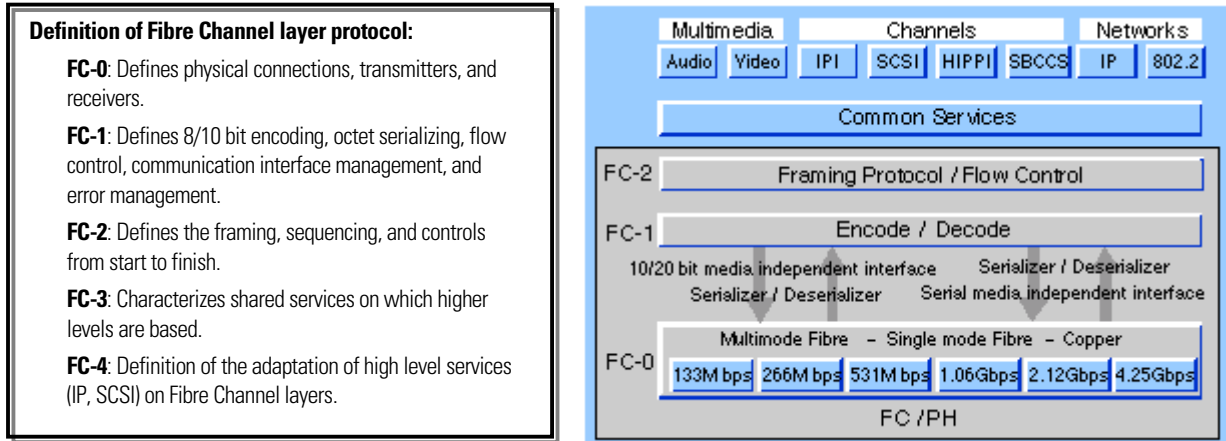 Definition of Fibre Channel layer protocol:
FC-0: Defines physical connections, transmitters, and
receivers.
FC-1: Defines 8/10 bit encoding, octet serializing, flow
control, communication interface management, and
error management.
FC-2: Defines the framing, sequencing, and controls
from start to finish.
FC-3: Characterizes shared services on which higher
levels are based.
FC-4: Definition of the adaptation of high level services
(IP, SCSI) on Fibre Channel layers.
Multimedia Channels Networks
Audio Video IPI SCSI HIPPI SBCCS IP 802.2
Common Services
FC-2 Framing Protocol / Flow Control
FC-1 Encode / Decode
10/20 bit media independent interface Serializer / Deserializer
Serializer / Deserializer Serial media independent interface
Multimode Fibre - Single mode Fibre - Copper
FC-0 133Mbps 266Mbps 531Mbps 1.06Gbps 2.12Gbps 4.25Gbps
FC/PH